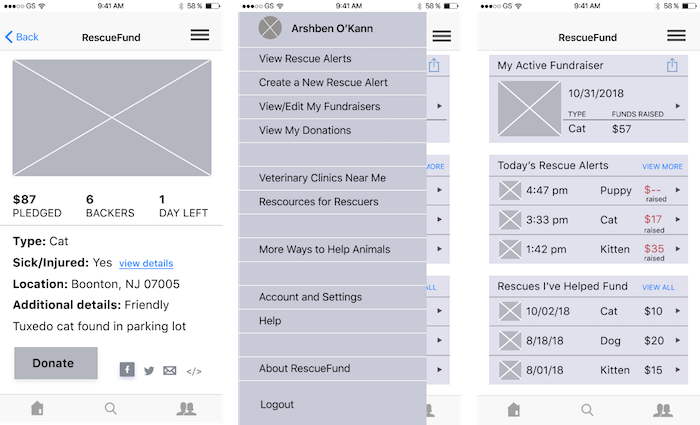 ●●●○○ GS 9:41 AM 58%
Back RescueFund
$87 6 1
PLEDGED BACKERS DAY LEFT
Type: Cat
Sick/Injured: Yes view details
Location: Boonton, NJ 07005
Additional details: Friendly
Tuxedo cat found in parking lot
Donate
f </>
●●●○○ GS 9:41 AM 58%
Arshben O'Kann
View Rescue Alerts
Create a New Rescue Alert
View/Edit My Fundraisers
View My Donations
Veterinary Clinics Near Me
Rescources for Rescuers
More Ways to Help Animals
Account and Settings
Help
About RescueFund
Logout
MORE
ALL
●●●○○ GS 9:41 AM 58%
RescueFund
My Active Fundraiser
10/31/2018
TYPE FUNDS RAISED
Cat $57
Today's Rescue Alerts VIEW MORE
4:47 pm Puppy $-- raised
3:33 pm Cat $17 raised
1:42 pm Kitten $35 raised
Rescues I've Helped Fund VIEW ALL
10/02/18 Cat $10
8/18/18 Dog $20
8/01/18 Kitten $15